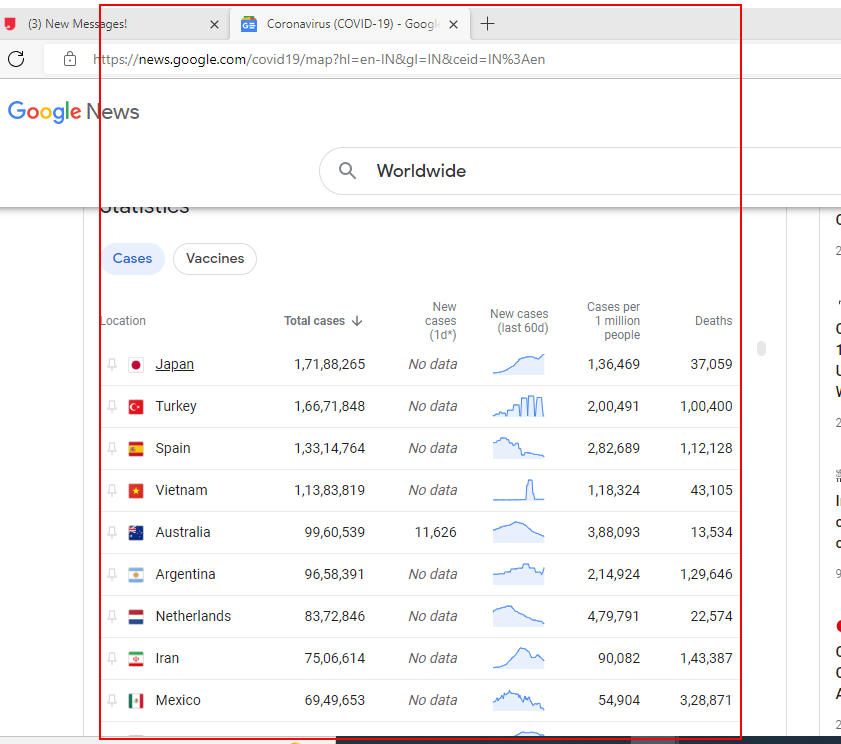 (3) New Messages!
Coronavirus (COVID-19) - Google
https://news.google.com/covid19/map?hl=en-IN&gl=IN&ceid=IN%3Aen
Google News
Worldwide
Statistics
Cases Vaccines
Location Total cases New cases (1d*) New cases (last 60d) Cases per 1 million people Deaths
Japan 1,71,88,265 No data 1,36,469 37,059
Turkey 1,66,71,848 No data 2,00,491 1,00,400
Spain 1,33,14,764 No data 2,82,689 1,12,128
Vietnam 1,13,83,819 No data 1,18,324 43,105
Australia 99,60,539 11,626 3,88,093 13,534
Argentina 96,58,391 No data 2,14,924 1,29,646
Netherlands 83,72,846 No data 4,79,791 22,574
Iran 75,06,614 No data 90,082 1,43,387
Mexico 69,49,653 No data 54,904 3,28,871